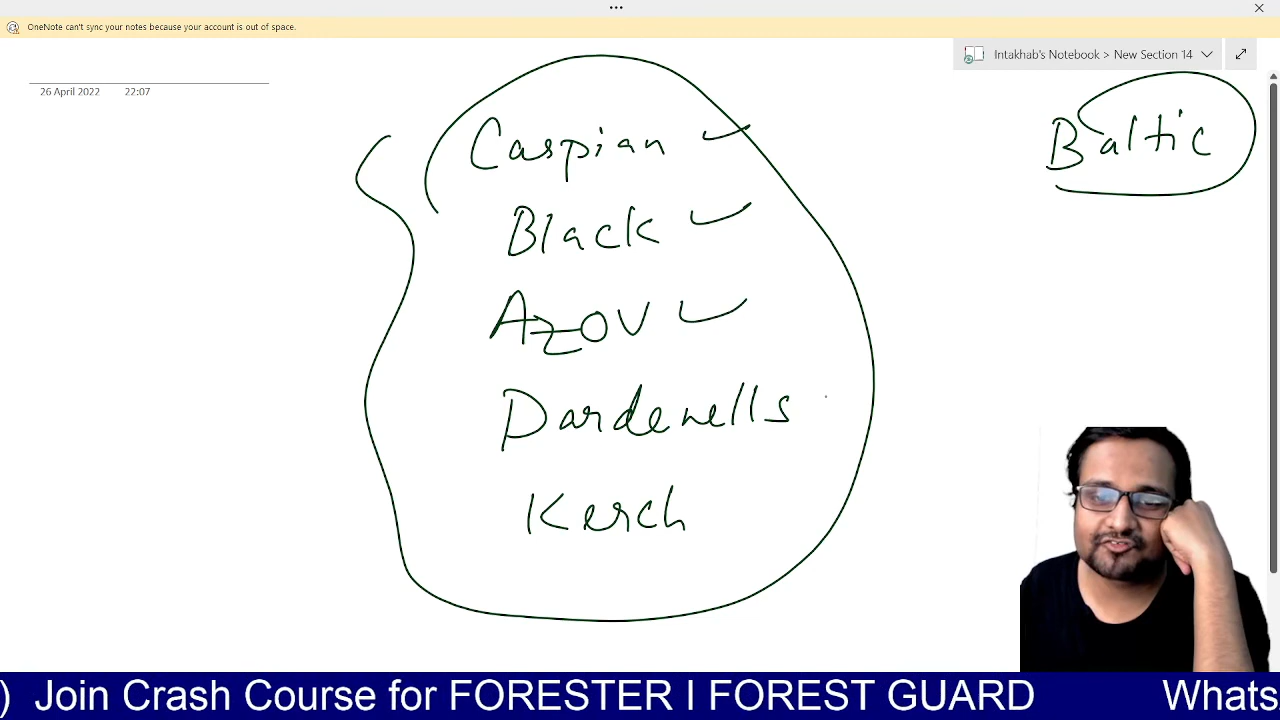 ...
OneNote can't sync your notes because your account is out of space.
Intakhab's Notebook > New Section 14
26 April 2022 22:07
Baltic
Caspian
Black
Azov
Dardenells
Kerch
) Join Crash Course for FORESTER I FOREST GUARD Whats